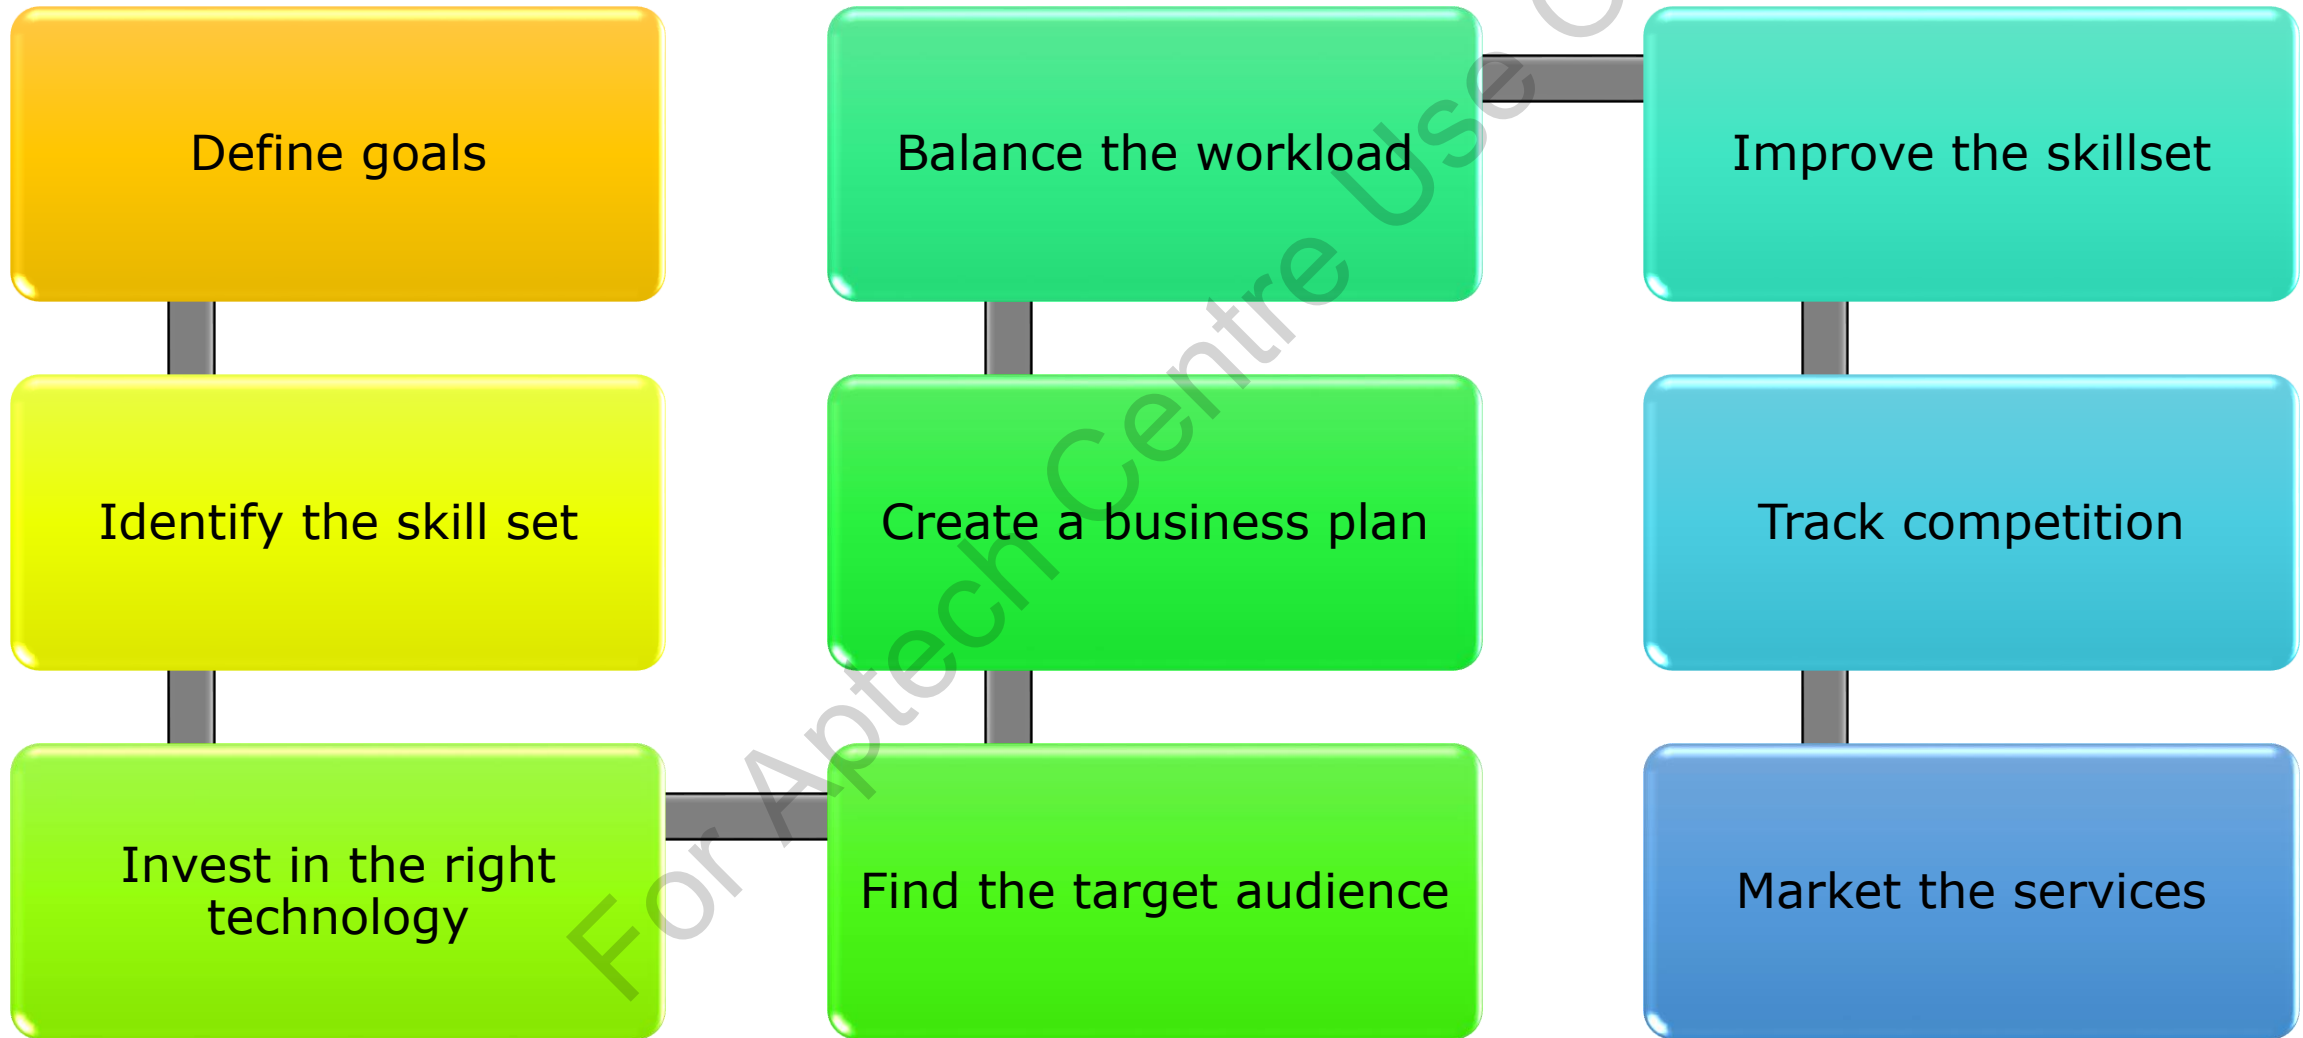 Define goals
Identify the skill set
Invest in the right
technology
Find the target audience
Create a business plan
Balance the workload
Improve the skillset
Track competition
Market the services
For Aptech Centre Use